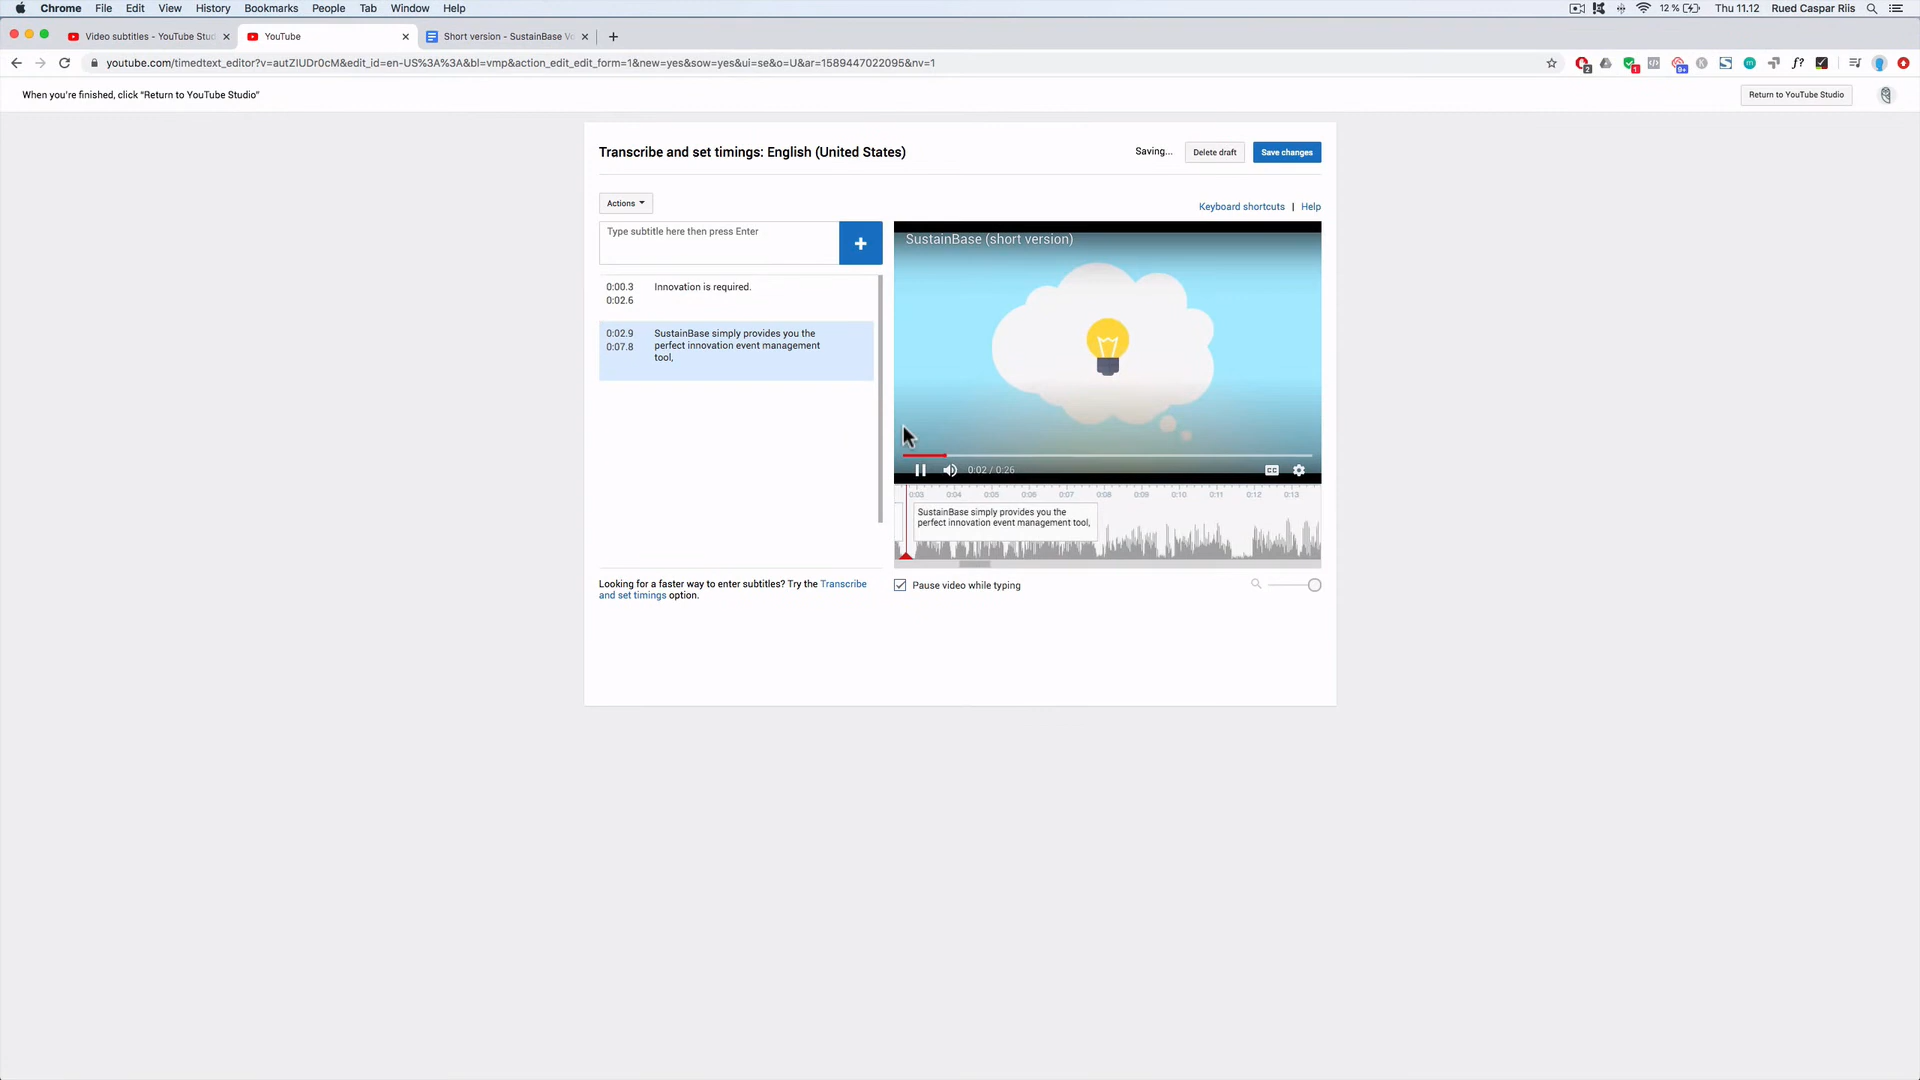 Chrome File Edit View History Bookmarks People Tab Window Help 12 % Thu 11.12 Rued Caspar Riis
Video subtitles - YouTube Stud YouTube Short version - SustainBase Vo
youtube.com/timedtext_editor?v=autZIUDr0cM&edit_id=en-US%3A%3A&bl=vmp&action_edit_edit_form=1&new=yes&sow=yes&ui=se&o=U&ar=1589447022095&nv=1
When you're finished, click "Return to YouTube Studio" Return to YouTube Studio
Transcribe and set timings: English (United States) Saving... Delete draft Save changes
Actions Keyboard shortcuts | Help
Type subtitle here then press Enter +
SustainBase (short version)
0:00.3 Innovation is required.
0:02.6
0:02.9 SustainBase simply provides you the
0:07.8 perfect innovation event management
tool,
0:02 / 0:26 CC
0:03 0:04 0:05 0:06 0:07 0:08 0:09 0:10 0:11 0:12 0:13
SustainBase simply provides you the
perfect innovation event management tool,
Looking for a faster way to enter subtitles? Try the Transcribe
and set timings option.
Pause video while typing